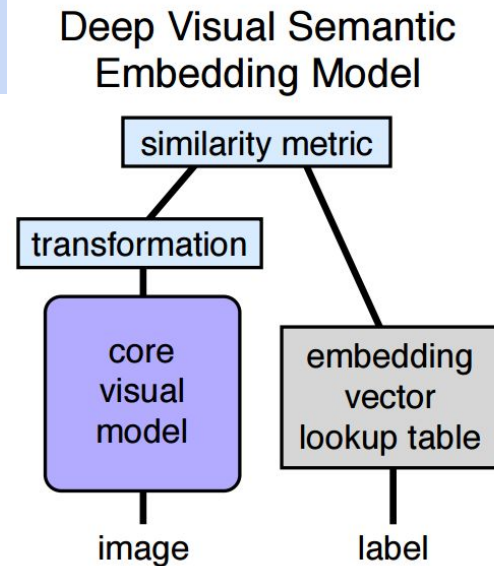 Deep Visual Semantic
Embedding Model
similarity metric
transformation
core
visual
model
embedding
vector
lookup table
image
label